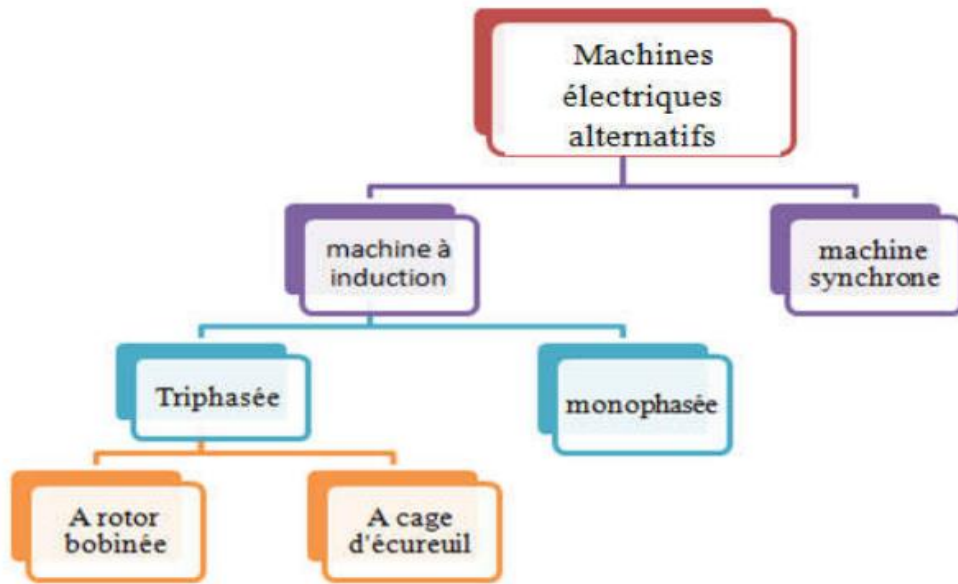 Machines
électriques
alternatifs
machine à
induction
machine
synchrone
Triphasée
monophasée
A rotor
bobinée
A cage
d'écureuil